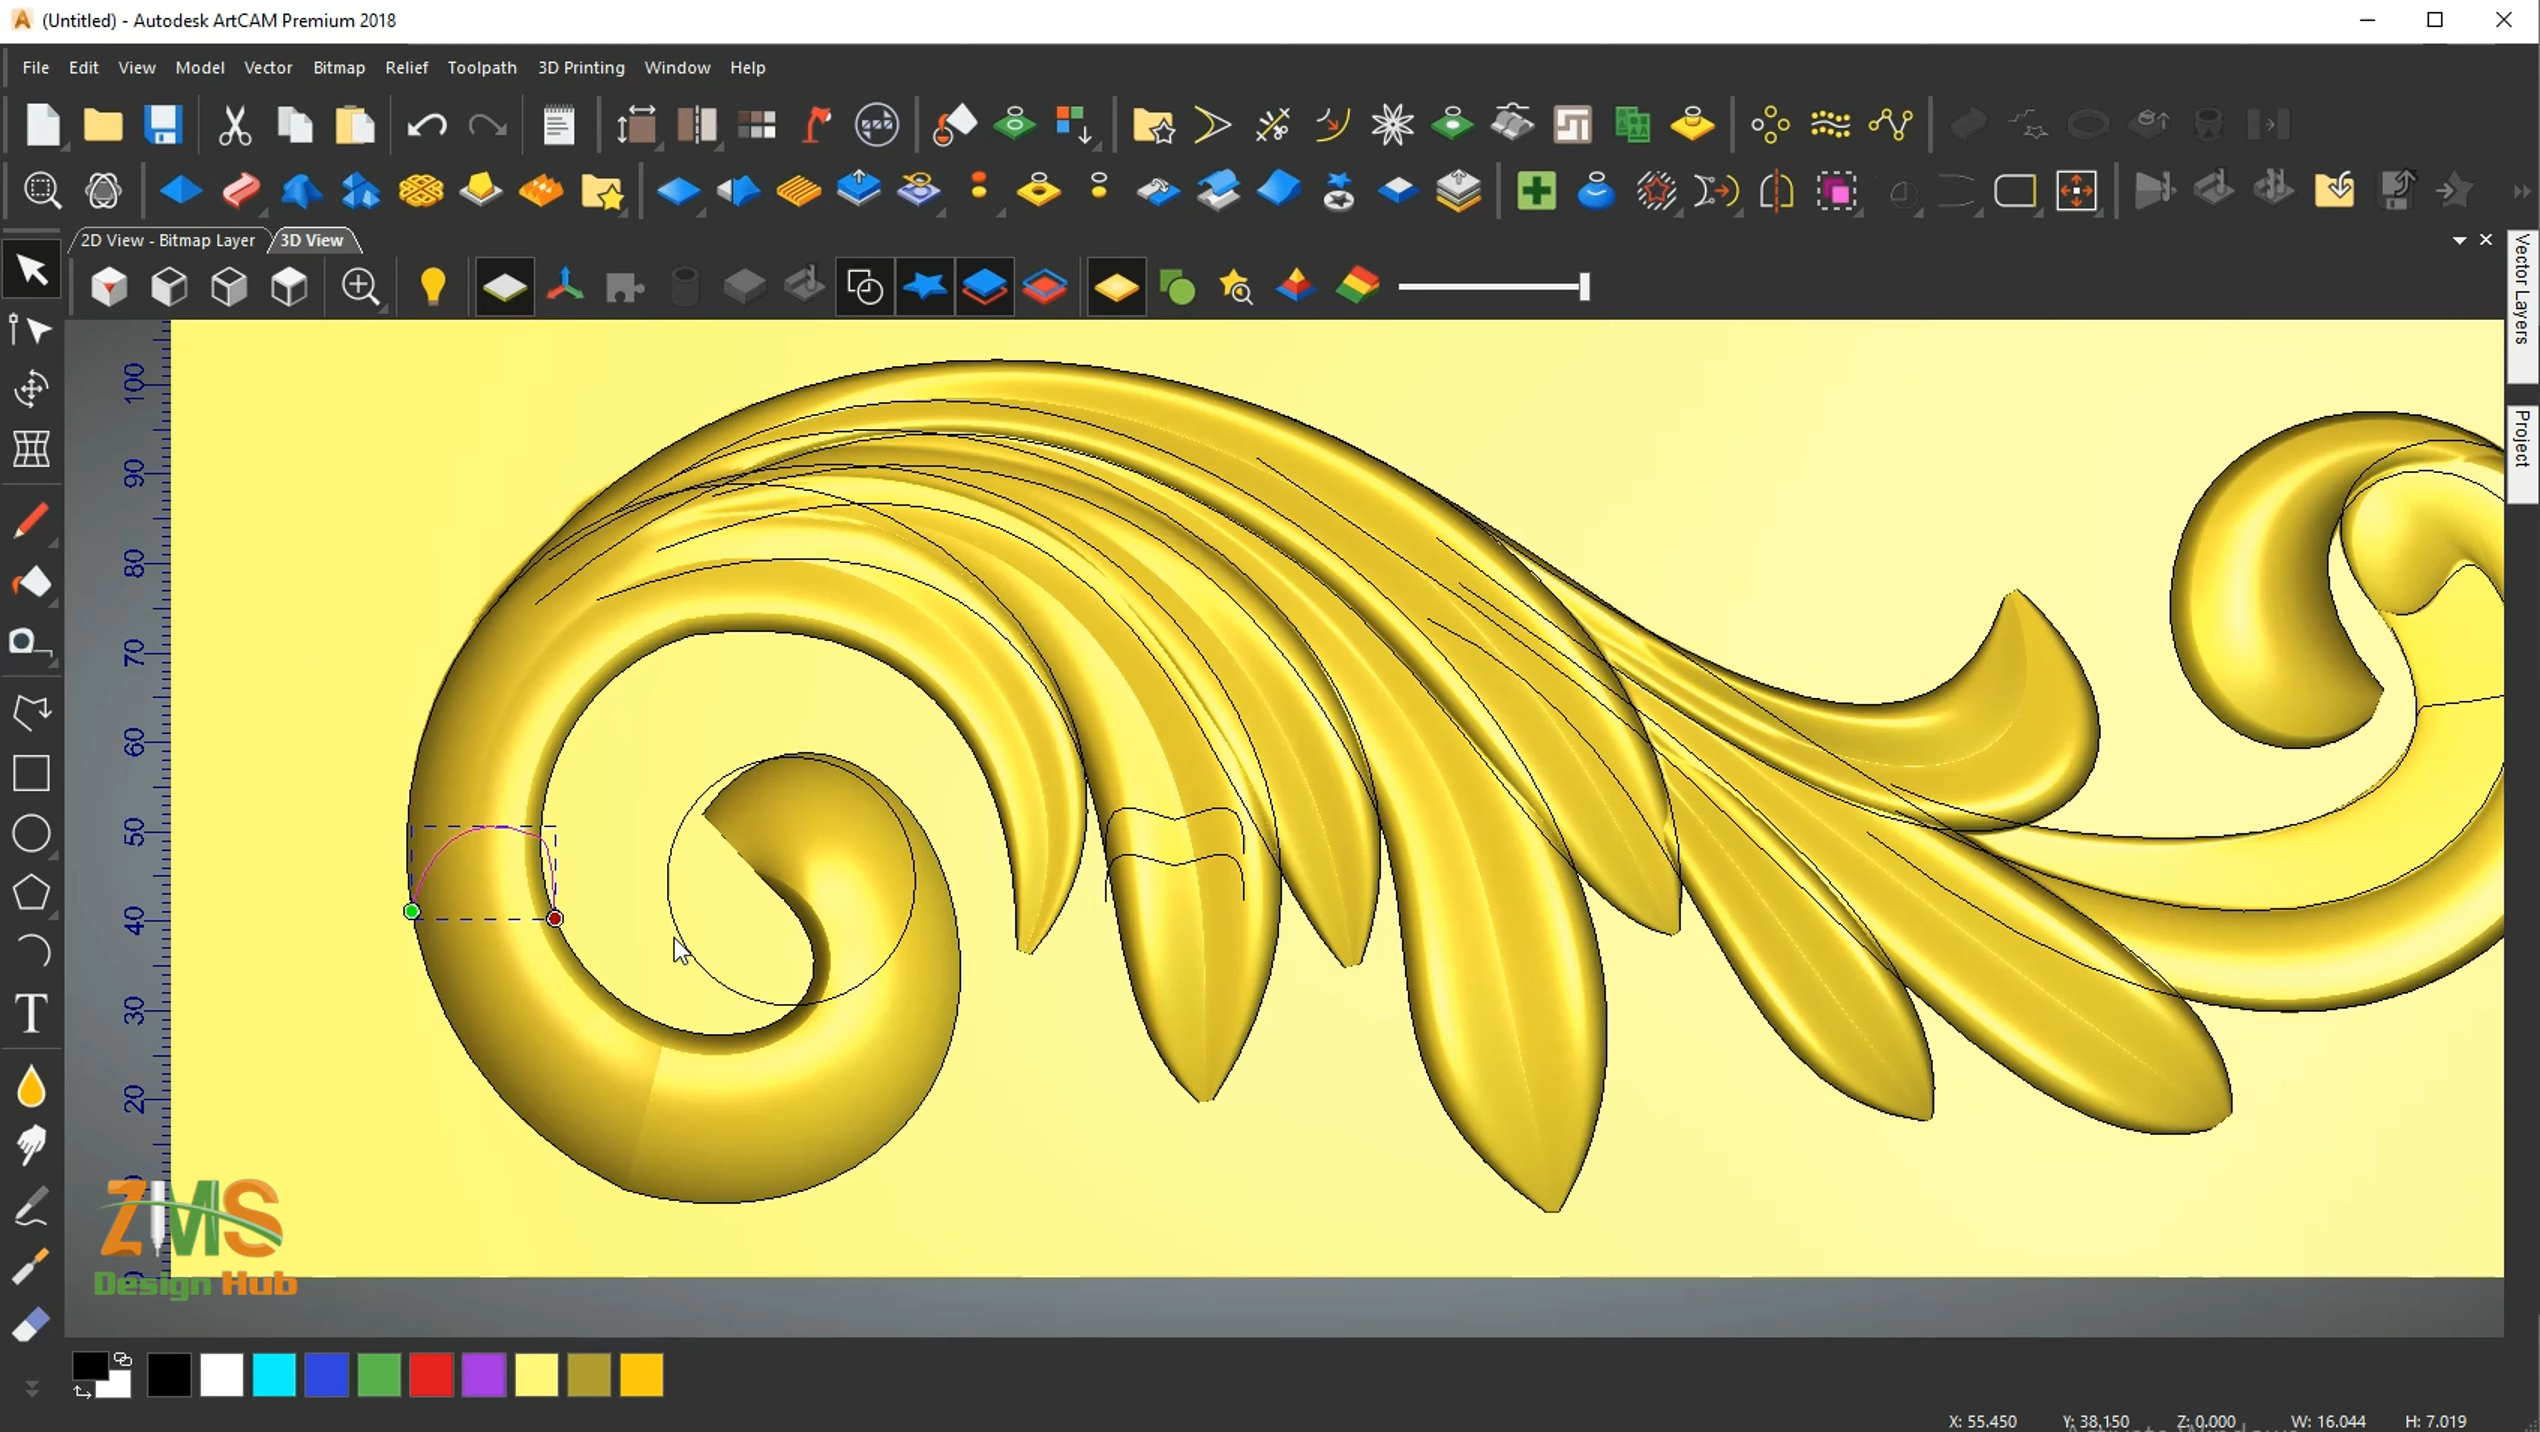 (Untitled) - Autodesk ArtCAM Premium 2018
File Edit View Model Vector Bitmap Relief Toolpath 3D Printing Window Help
2D View - Bitmap Layer 3D View
Vector Layers
Project
100
90
80
70
60
50
40
30
20
T
ZMS
Design Hub
X: 55.450 Y: 38.150 Z: 0.000 W: 16.044 H: 7.019